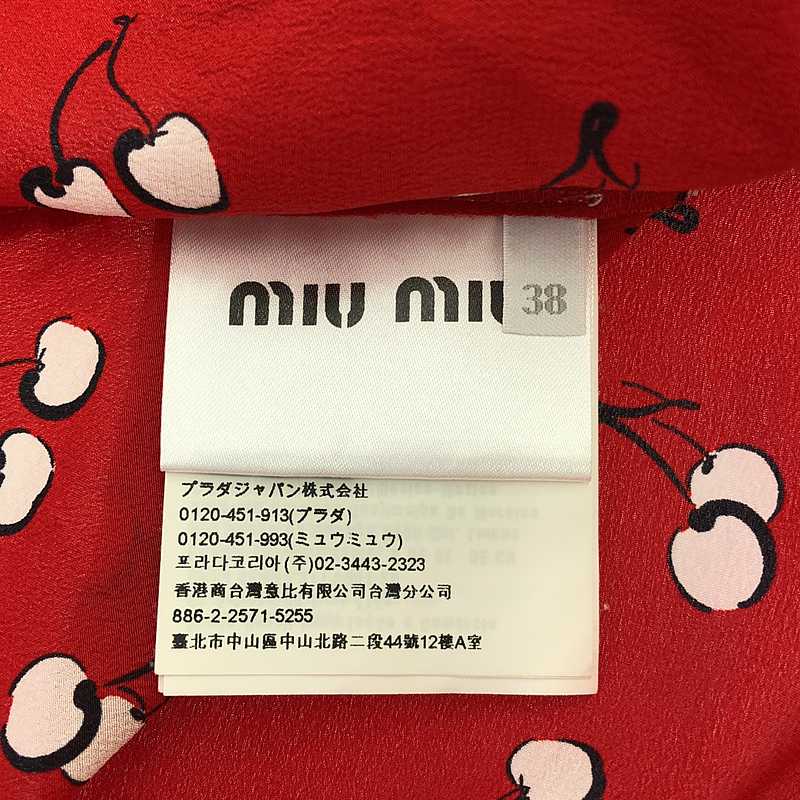 miu miu
38
プラダジャパン株式会社
0120-451-913(プラダ)
0120-451-993(ミュウミュウ)
프라다코리아(주)02-3443-2323
香港商台灣意比有限公司台灣分公司
886-2-2571-5255
臺北市中山區中山北路二段44號12樓A室